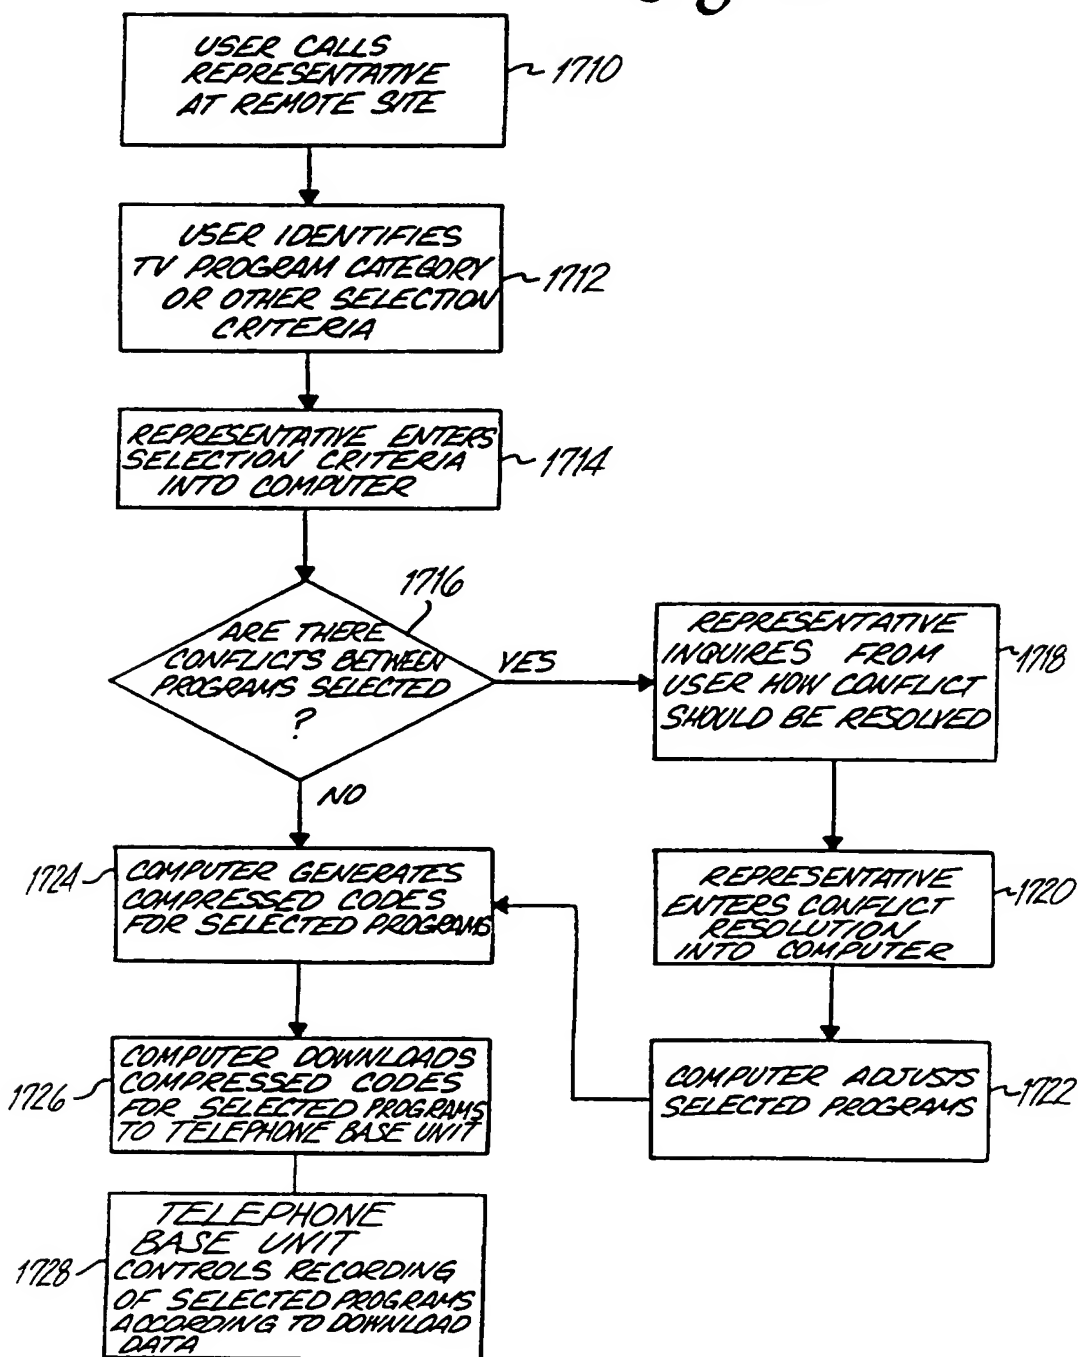 USER CALLS
REPRESENTATIVE
AT REMOTE SITE
1710
USER IDENTIFIES
TV PROGRAM CATEGORY
OR OTHER SELECTION
CRITERIA
1712
REPRESENTATIVE ENTERS
SELECTION CRITERIA
INTO COMPUTER
1714
1716
ARE THERE
CONFLICTS BETWEEN
PROGRAMS SELECTED
?
YES
NO
REPRESENTATIVE
INQUIRES FROM
USER HOW CONFLICT
SHOULD BE RESOLVED
1718
REPRESENTATIVE
ENTERS CONFLICT
RESOLUTION
INTO COMPUTER
1720
COMPUTER ADJUSTS
SELECTED PROGRAMS
1722
1724
COMPUTER GENERATES
COMPRESSED CODES
FOR SELECTED PROGRAMS
1726
COMPUTER DOWNLOADS
COMPRESSED CODES
FOR SELECTED PROGRAMS
TO TELEPHONE BASE UNIT
1728
TELEPHONE
BASE UNIT
CONTROLS RECORDING
OF SELECTED PROGRAMS
ACCORDING TO DOWNLOAD
DATA